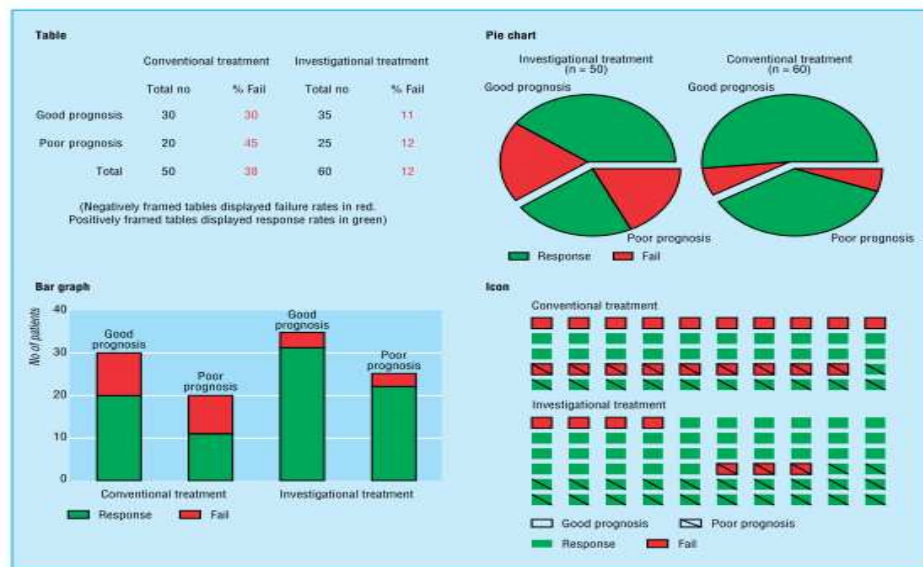 Table
Conventional treatment Investigational treatment
Total no % Fail Total no % Fail
Good prognosis 30 30 35 11
Poor prognosis 20 45 25 12
Total 50 38 60 12
(Negatively framed tables displayed failure rates in red.
Positively framed tables displayed response rates in green)
Pie chart
Investigational treatment
(n = 50)
Conventional treatment
(n = 60)
Good prognosis
Good prognosis
Poor prognosis
Poor prognosis
Response Fail
Bar graph
No of patients
40
30
20
10
0
Good
prognosis
Poor
prognosis
Good
prognosis
Poor
prognosis
Conventional treatment Investigational treatment
Response Fail
Icon
Conventional treatment
Investigational treatment
Good prognosis Poor prognosis
Response Fail